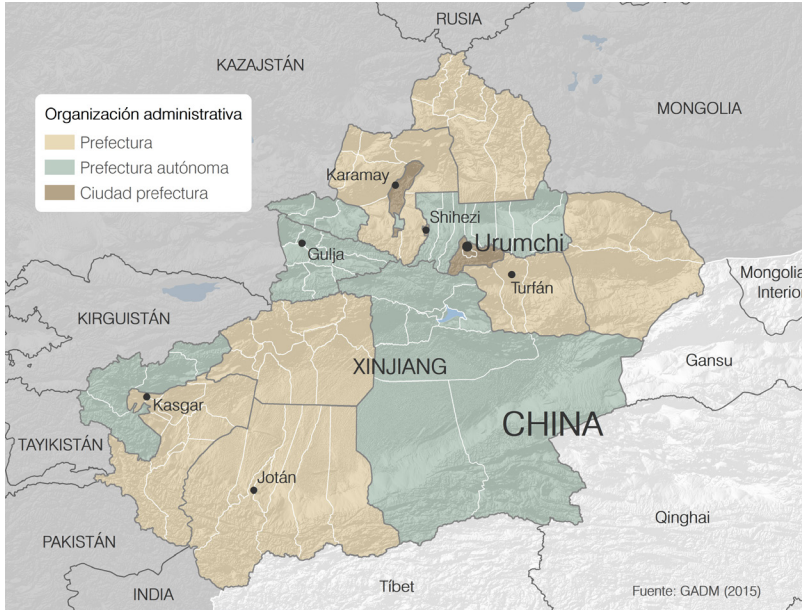 RUSIA
KAZAJSTÁN
MONGOLIA
Organización administrativa
Prefectura
Prefectura autónoma
Ciudad prefectura
Karamay
Shihezi
Urumchi
Gulja
Turfán
Mongolia
Interior
KIRGUISTÁN
XINJIANG
Gansu
Kasgar
CHINA
TAYIKISTÁN
Jotán
Qinghai
PAKISTÁN
INDIA
Tíbet
Fuente: GADM (2015)